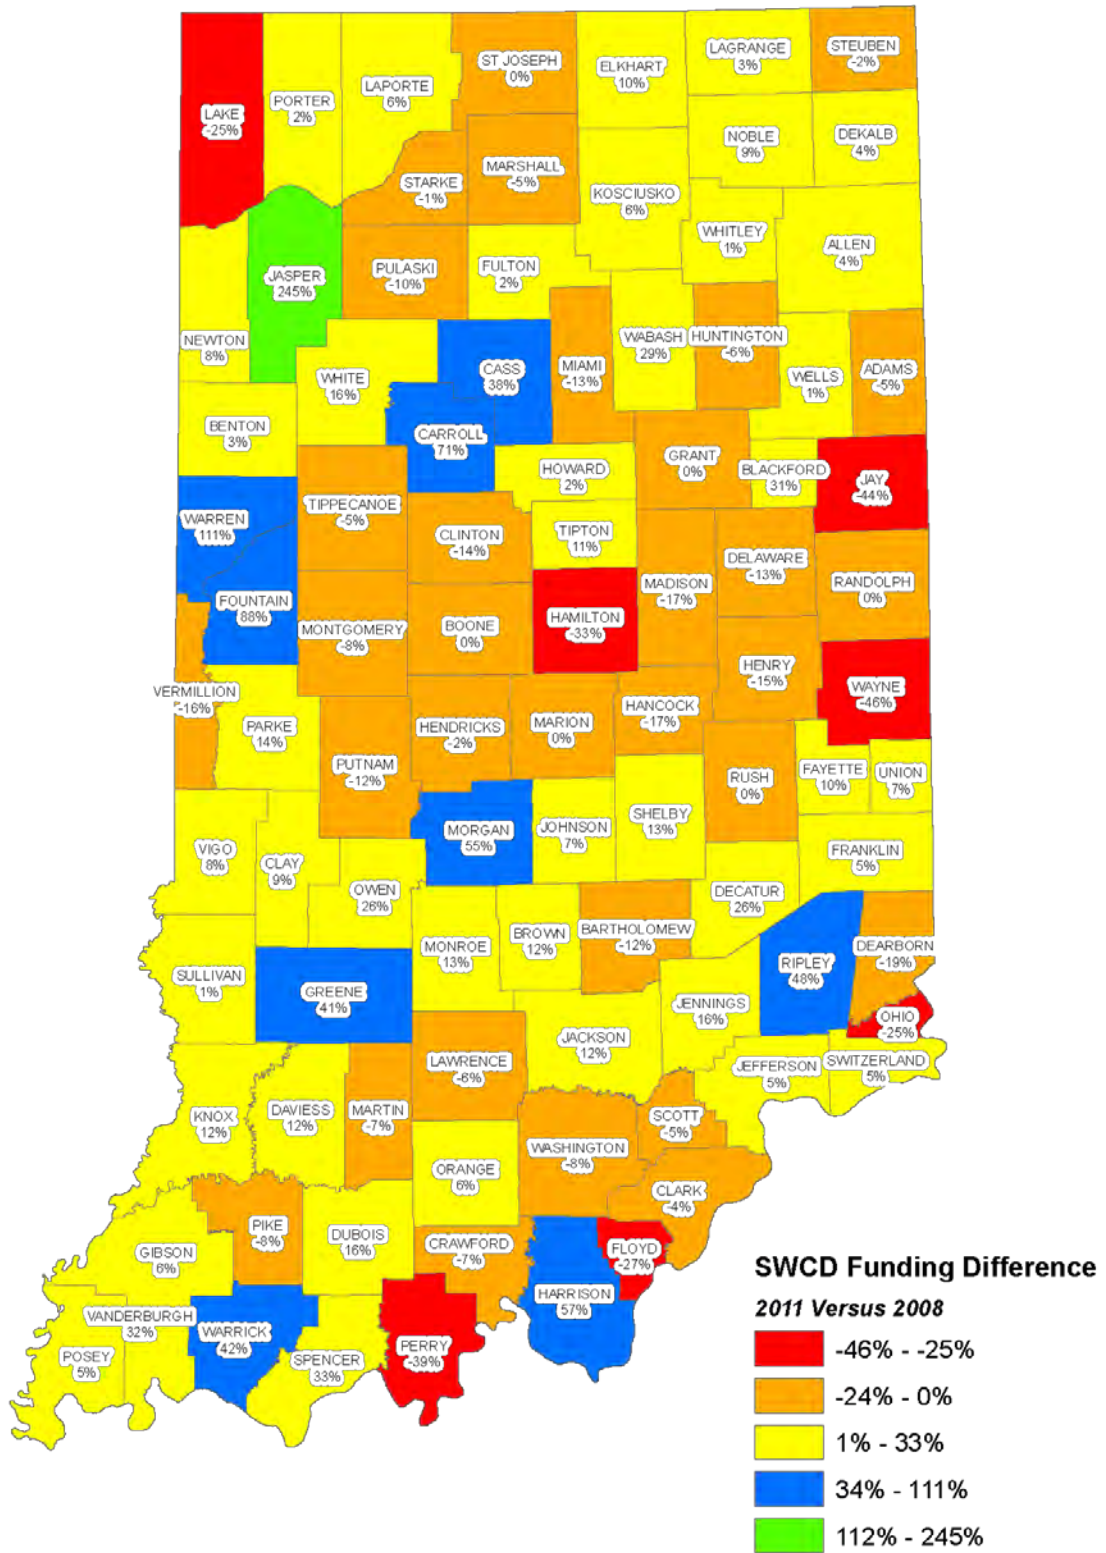 LAKE
-25%
PORTER
2%
LAPORTE
6%
ST JOSEPH
0%
ELKHART
10%
LAGRANGE
3%
STEUBEN
-2%
NOBLE
9%
DEKALB
4%
STARKE
-1%
MARSHALL
-5%
KOSCIUSKO
6%
WHITLEY
1%
ALLEN
4%
JASPER
245%
PULASKI
-10%
FULTON
2%
NEWTON
8%
WHITE
16%
CASS
38%
MIAMI
-13%
WABASH
29%
HUNTINGTON
-6%
WELLS
1%
ADAMS
-5%
BENTON
3%
CARROLL
71%
HOWARD
2%
GRANT
0%
BLACKFORD
31%
JAY
-44%
WARREN
111%
TIPPECANOE
-5%
CLINTON
-14%
TIPTON
11%
DELAWARE
-13%
RANDOLPH
0%
FOUNTAIN
88%
MONTGOMERY
-8%
BOONE
0%
HAMILTON
-33%
MADISON
-17%
HENRY
-15%
WAYNE
-46%
VERMILLION
-16%
PARKE
14%
PUTNAM
-12%
HENDRICKS
-2%
MARION
0%
HANCOCK
-17%
RUSH
0%
FAYETTE
10%
UNION
7%
VIGO
8%
CLAY
9%
OWEN
26%
MORGAN
55%
JOHNSON
7%
SHELBY
13%
DECATUR
26%
FRANKLIN
5%
SULLIVAN
1%
GREENE
41%
MONROE
13%
BROWN
12%
BARTHOLOMEW
-12%
JENNINGS
16%
RIPLEY
48%
DEARBORN
-19%
OHIO
-25%
KNOX
12%
DAVIESS
12%
MARTIN
-7%
LAWRENCE
-6%
JACKSON
12%
JEFFERSON
5%
SWITZERLAND
5%
ORANGE
6%
WASHINGTON
-8%
SCOTT
-5%
CLARK
-4%
GIBSON
6%
PIKE
-8%
DUBOIS
16%
CRAWFORD
-7%
HARRISON
57%
FLOYD
-27%
POSEY
5%
VANDERBURGH
32%
WARRICK
42%
SPENCER
33%
PERRY
-39%
SWCD Funding Difference
2011 Versus 2008
-46% - -25%
-24% - 0%
1% - 33%
34% - 111%
112% - 245%